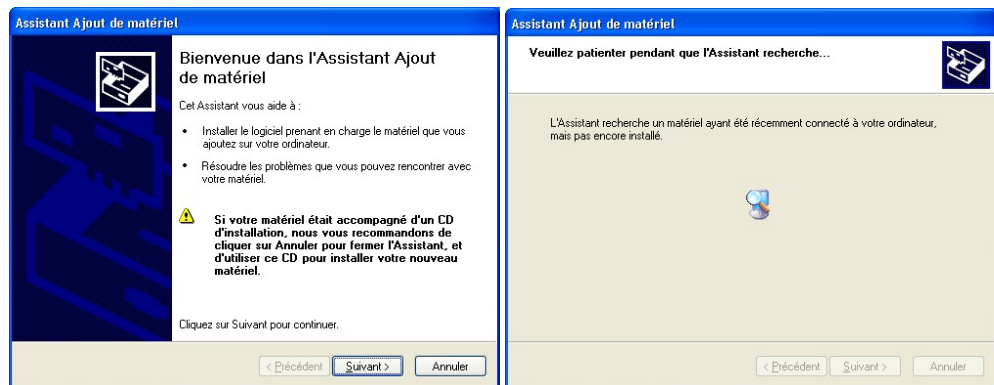 Assistant Ajout de matériel
Bienvenue dans l'Assistant Ajout
de matériel
Cet Assistant vous aide à :
• Installer le logiciel prenant en charge le matériel que vous
ajoutez sur votre ordinateur.
• Résoudre les problèmes que vous pouvez rencontrer avec
votre matériel.
Si votre matériel était accompagné d'un CD
d'installation, nous vous recommandons de
cliquer sur Annuler pour fermer l'Assistant, et
d'utiliser ce CD pour installer votre nouveau
matériel.
Cliquez sur Suivant pour continuer.
< Précédent Suivant > Annuler
Assistant Ajout de matériel
Veuillez patienter pendant que l'Assistant recherche...
L'Assistant recherche un matériel ayant été récemment connecté à votre ordinateur,
mais pas encore installé.
< Précédent Suivant > Annuler